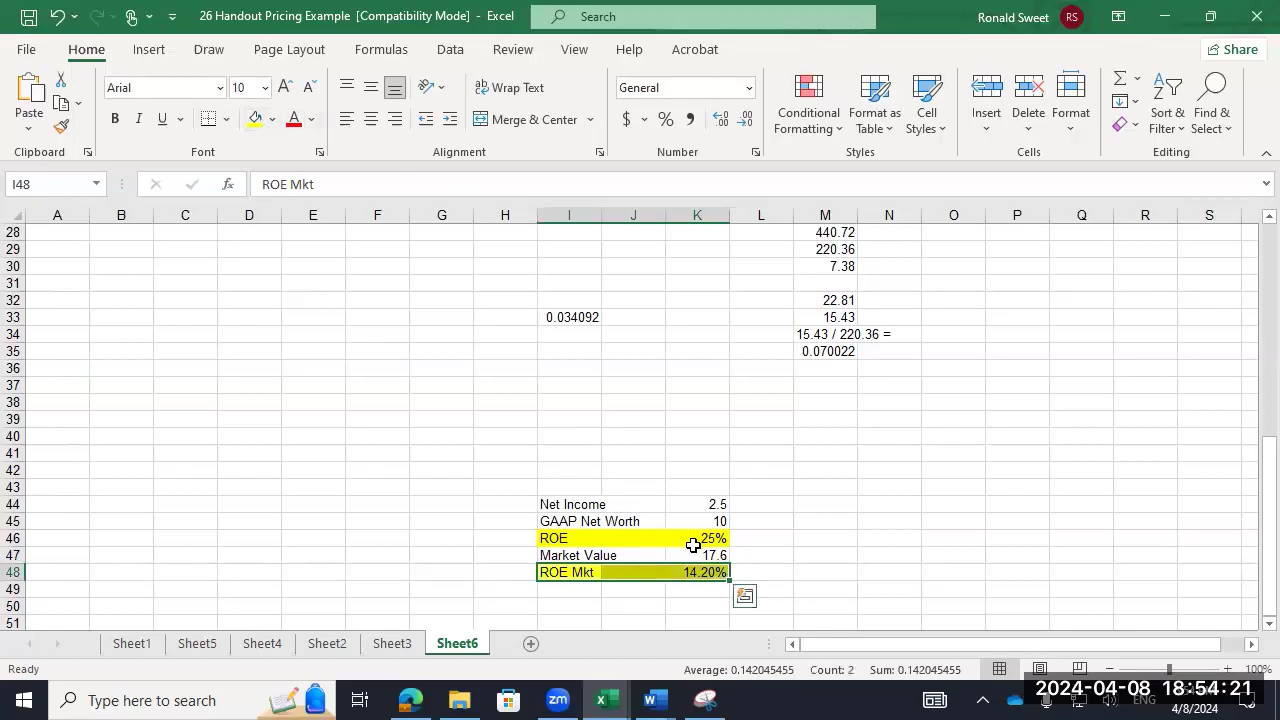 26 Handout Pricing Example [Compatibility Mode] - Excel
Search
Ronald Sweet
RS
File Home Insert Draw Page Layout Formulas Data Review View Help Acrobat
Share
Arial 10
Wrap Text
General
Paste
B I U
Merge & Center
$ % ,
Conditional Formatting
Format as Table
Cell Styles
Insert Delete Format
Sort & Filter
Find & Select
Clipboard Font Alignment Number Styles Cells Editing
I48 fx ROE Mkt
A B C D E F G H I J K L M N O P Q R S
28 440.72
29 220.36
30 7.38
31
32 22.81
33 0.034092 15.43
34 15.43 / 220.36 =
35 0.070022
36
37
38
39
40
41
42
43
44 Net Income 2.5
45 GAAP Net Worth 10
46 ROE 25%
47 Market Value 17.6
48 ROE Mkt 14.20%
49
50
51
Sheet1 Sheet5 Sheet4 Sheet2 Sheet3 Sheet6
Ready
Average: 0.142045455 Count: 2 Sum: 0.142045455
100%
Type here to search
zm
2024-04-08 18:54:21
ENG
4/8/2024